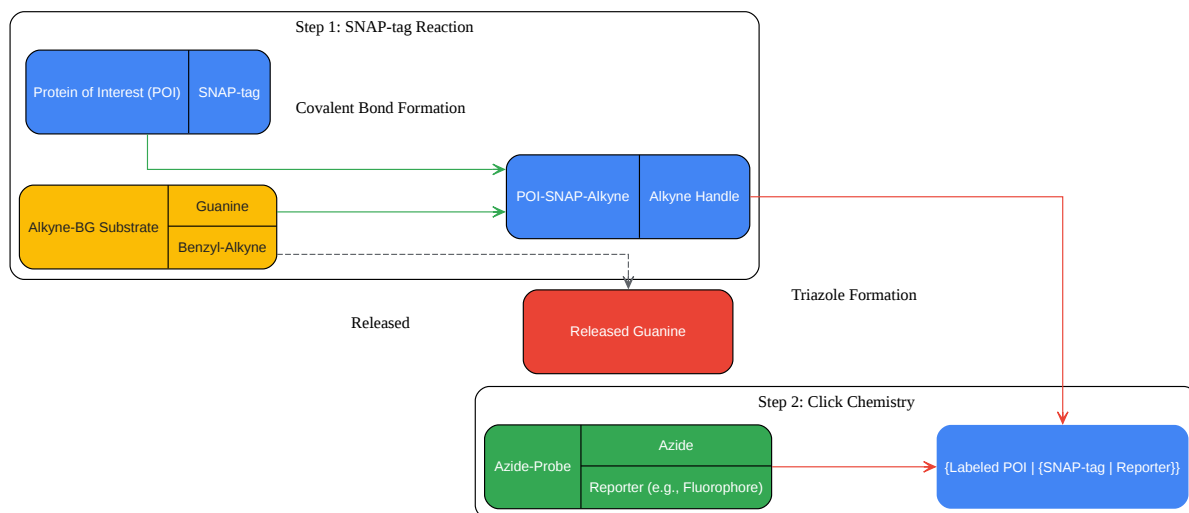 Step 1: SNAP-tag Reaction
Protein of Interest (POI)
SNAP-tag
Covalent Bond Formation
Alkyne-BG Substrate
Guanine
Benzyl-Alkyne
POI-SNAP-Alkyne
Alkyne Handle
Triazole Formation
Released
Released Guanine
Step 2: Click Chemistry
Azide-Probe
Azide
Reporter (e.g., Fluorophore)
{Labeled POI | {SNAP-tag | Reporter}}